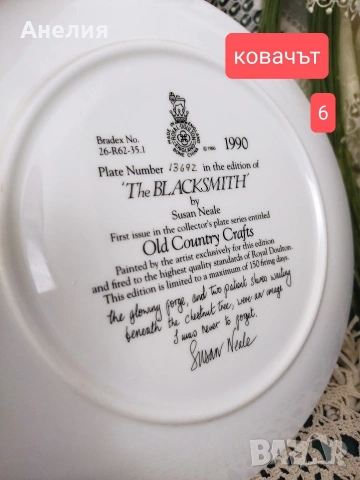 Анелия
ковачът
6
Bradex No.
26-R62-35.1
© 1986
1990
Plate Number 13692 in the edition of
'The BLACKSMITH'
by
Susan Neale
First issue in the collector's plate series entitled
Old Country Crafts
Painted by the artist exclusively for this edition
and fired to the highest quality standards of Royal Doulton.
This edition is limited to a maximum of 150 firing days.
the glowing forge, and two patient shires waiting
beneath the chestnut tree, were an image
I was never to forget.
Susan Neale
BAZAR
bg